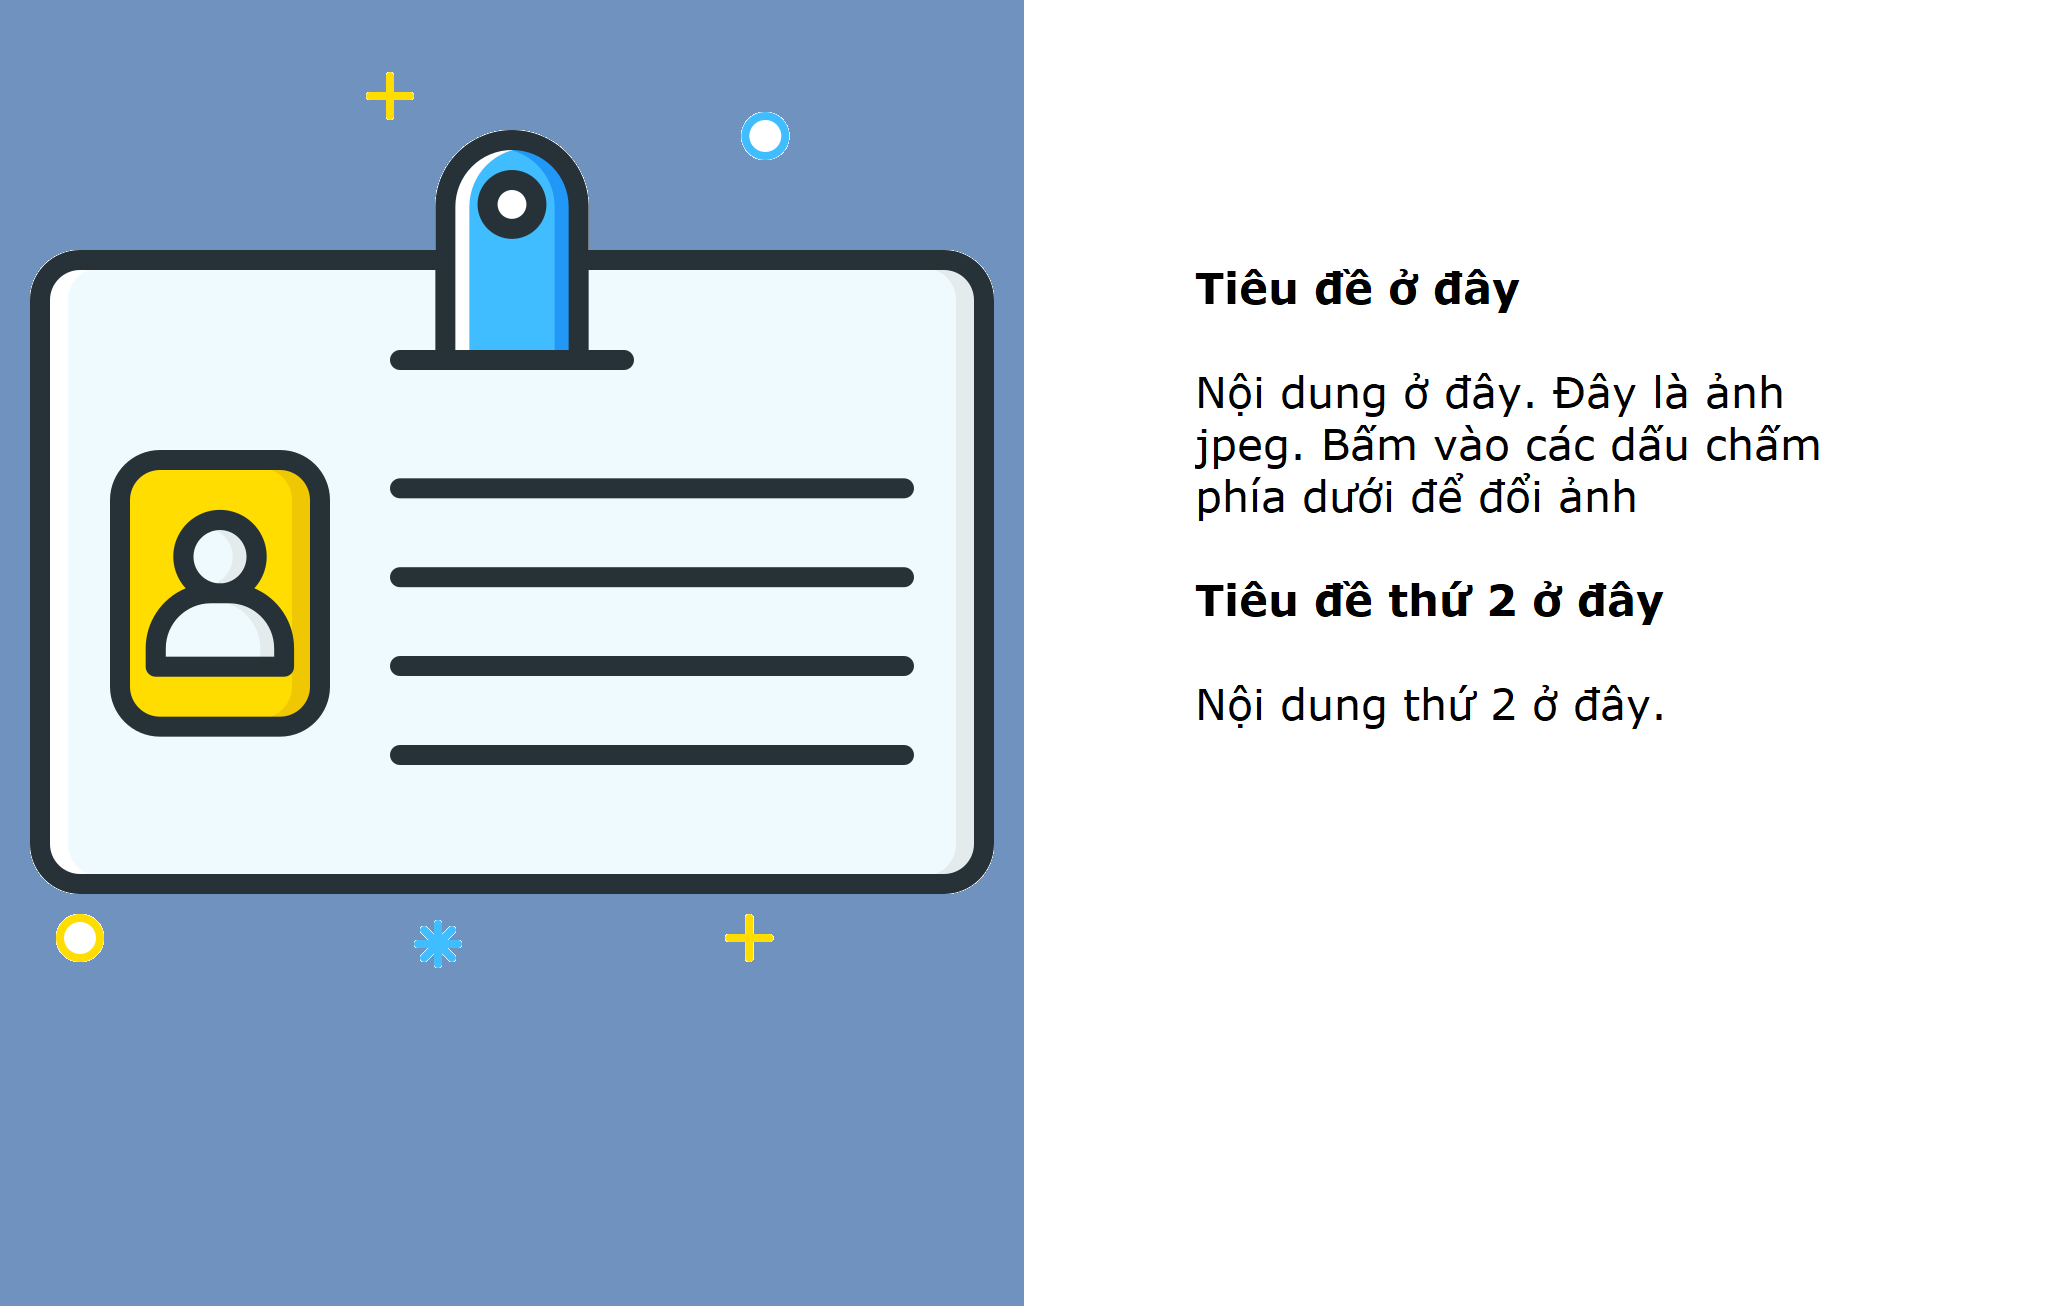 Tiêu đề ở đây
Nội dung ở đây. Đây là ảnh
jpeg. Bấm vào các dấu chấm
phía dưới để đổi ảnh
Tiêu đề thứ 2 ở đây
Nội dung thứ 2 ở đây.